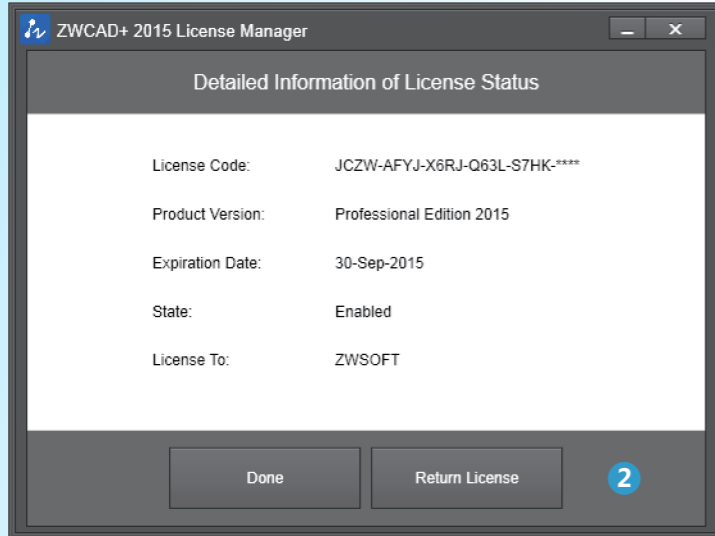 ZWCAD+ 2015 License Manager
Detailed Information of License Status
License Code: JCZW-AFYJ-X6RJ-Q63L-S7HK-****
Product Version: Professional Edition 2015
Expiration Date: 30-Sep-2015
State: Enabled
License To: ZWSOFT
Done Return License 2